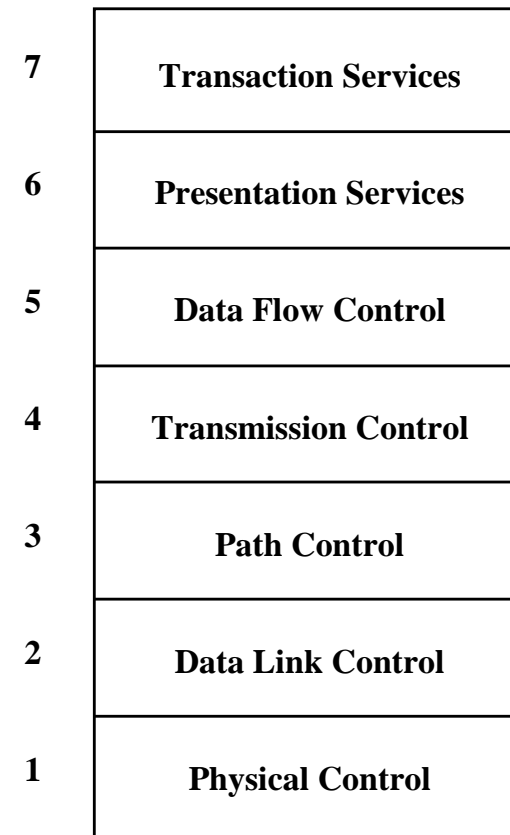 7 Transaction Services
6 Presentation Services
5 Data Flow Control
4 Transmission Control
3 Path Control
2 Data Link Control
1 Physical Control